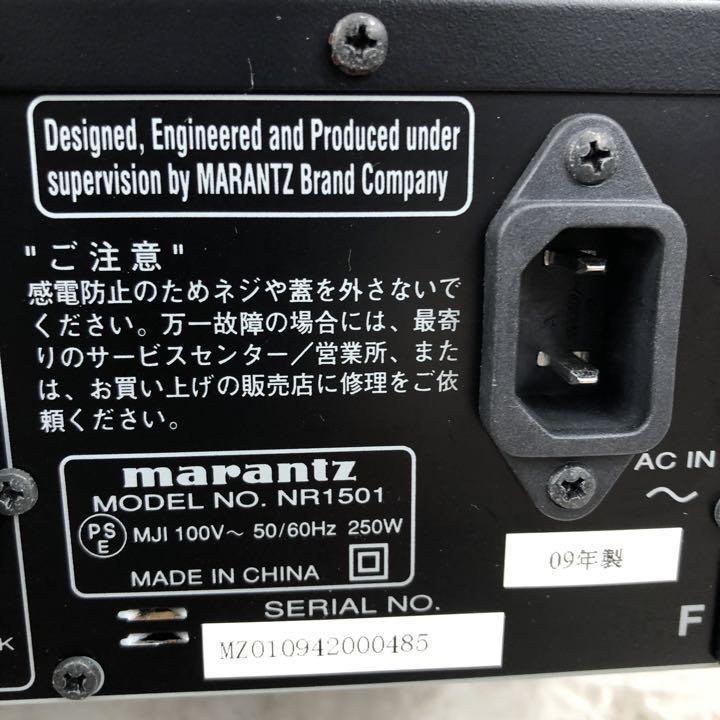 Designed, Engineered and Produced under
supervision by MARANTZ Brand Company
"ご注意"
感電防止のためネジや蓋を外さないで
ください。万一故障の場合には、最寄
りのサービスセンター／営業所、また
は、お買い上げの販売店に修理をご依
頼ください。
marantz
MODEL NO. NR1501
PS
E
MJI 100V～ 50/60Hz 250W
MADE IN CHINA
SERIAL NO.
MZ010942000485
AC IN
～
09年製
F
K